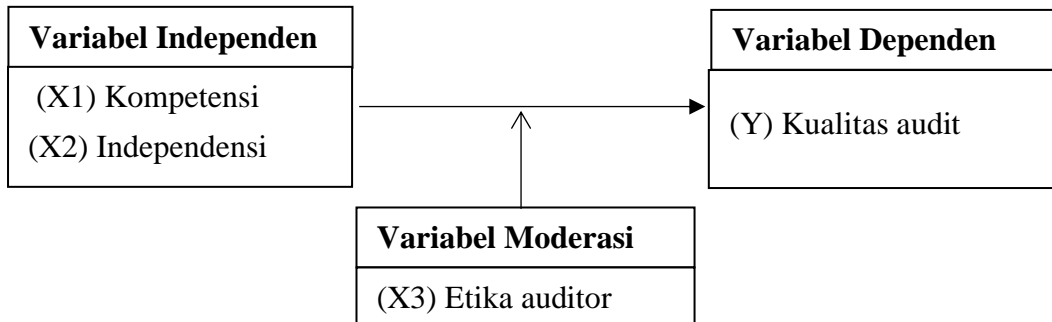 Variabel Independen
(X1) Kompetensi
(X2) Independensi
Variabel Dependen
(Y) Kualitas audit
Variabel Moderasi
(X3) Etika auditor